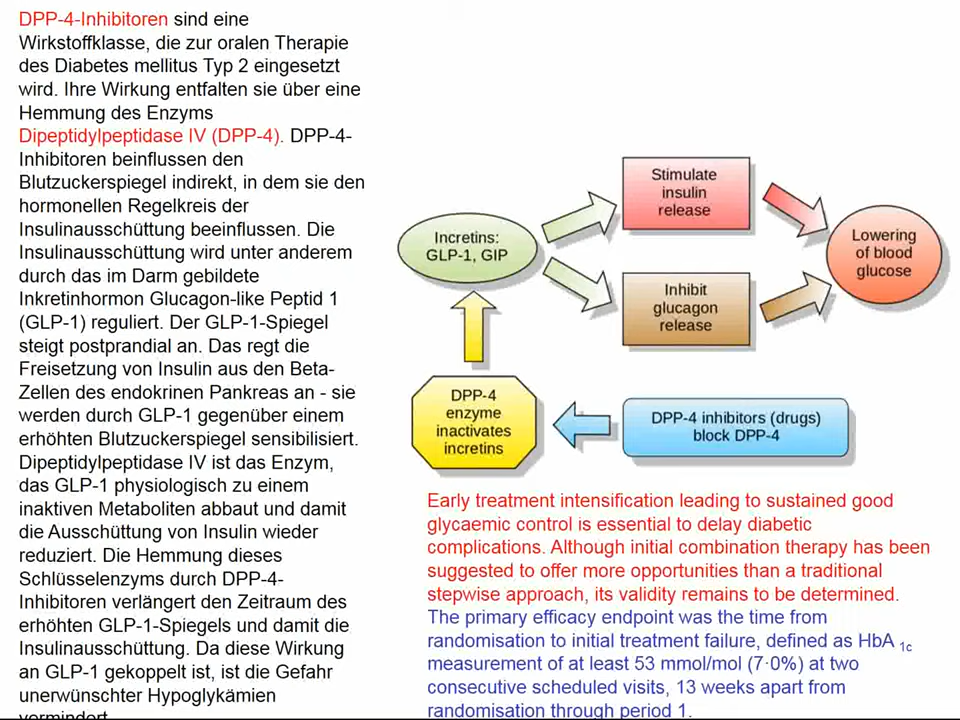 DPP-4-Inhibitoren sind eine
Wirkstoffklasse, die zur oralen Therapie
des Diabetes mellitus Typ 2 eingesetzt
wird. Ihre Wirkung entfalten sie über eine
Hemmung des Enzyms
Dipeptidylpeptidase IV (DPP-4). DPP-4-
Inhibitoren beinflussen den
Blutzuckerspiegel indirekt, in dem sie den
hormonellen Regelkreis der
Insulinausschüttung beeinflussen. Die
Insulinausschüttung wird unter anderem
durch das im Darm gebildete
Inkretinhormon Glucagon-like Peptid 1
(GLP-1) reguliert. Der GLP-1-Spiegel
steigt postprandial an. Das regt die
Freisetzung von Insulin aus den Beta-
Zellen des endokrinen Pankreas an - sie
werden durch GLP-1 gegenüber einem
erhöhten Blutzuckerspiegel sensibilisiert.
Dipeptidylpeptidase IV ist das Enzym,
das GLP-1 physiologisch zu einem
inaktiven Metaboliten abbaut und damit
die Ausschüttung von Insulin wieder
reduziert. Die Hemmung dieses
Schlüsselenzyms durch DPP-4-
Inhibitoren verlängert den Zeitraum des
erhöhten GLP-1-Spiegels und damit die
Insulinausschüttung. Da diese Wirkung
an GLP-1 gekoppelt ist, ist die Gefahr
unerwünschter Hypoglykämien
vermindert.
Incretins:
GLP-1, GIP
Stimulate
insulin
release
Inhibit
glucagon
release
Lowering
of blood
glucose
DPP-4
enzyme
inactivates
incretins
DPP-4 inhibitors (drugs)
block DPP-4
Early treatment intensification leading to sustained good
glycaemic control is essential to delay diabetic
complications. Although initial combination therapy has been
suggested to offer more opportunities than a traditional
stepwise approach, its validity remains to be determined.
The primary efficacy endpoint was the time from
randomisation to initial treatment failure, defined as HbA 1c
measurement of at least 53 mmol/mol (7·0%) at two
consecutive scheduled visits, 13 weeks apart from
randomisation through period 1.